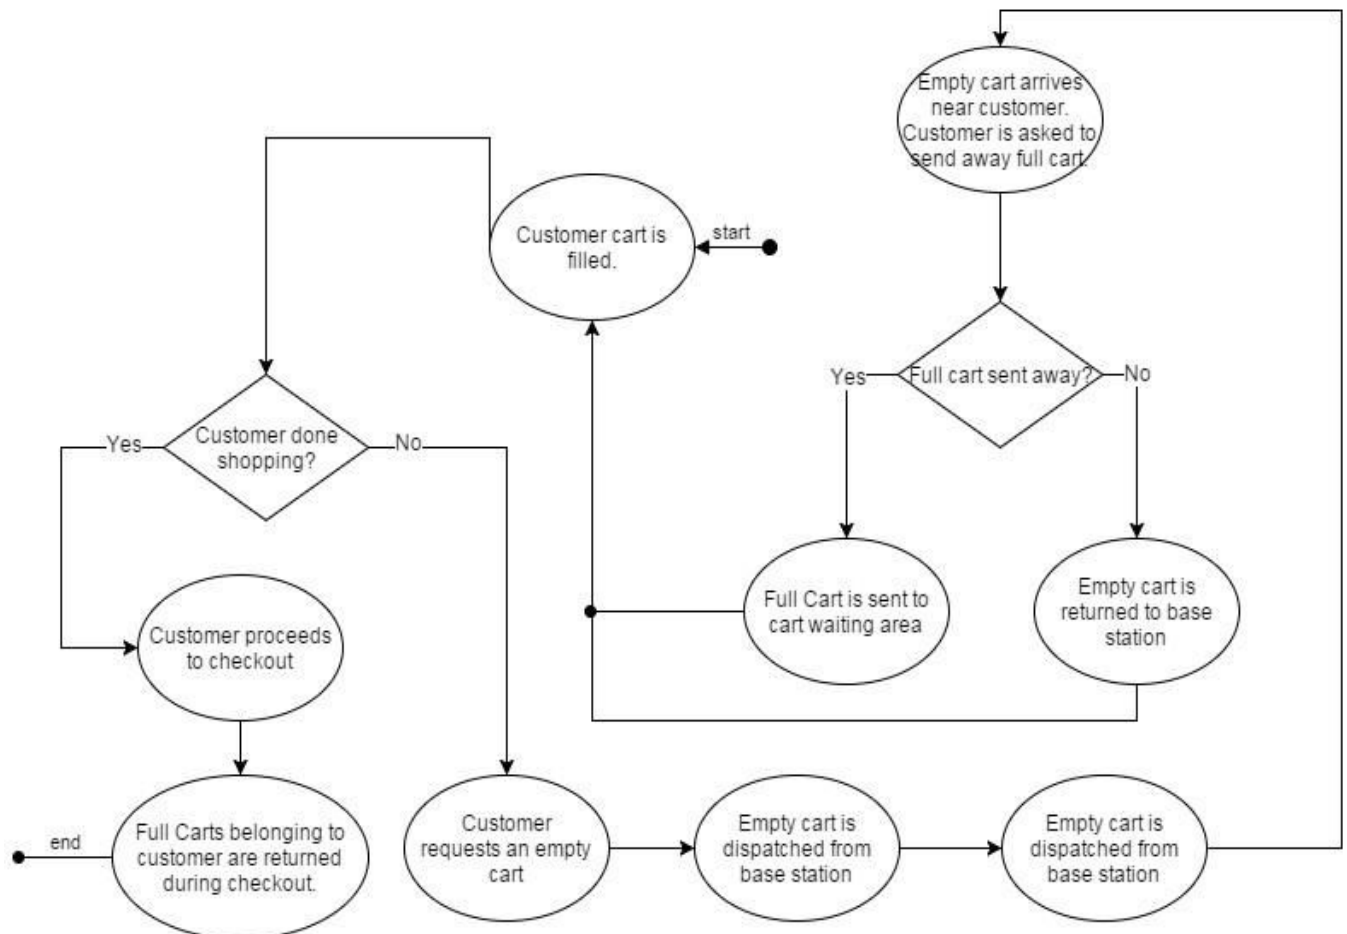 Empty cart arrives
near customer.
Customer is asked to
send away full cart.
Customer cart is
filled.
start
Yes
Full cart sent away?
No
Yes
Customer done
shopping?
No
Full Cart is sent to
cart waiting area
Empty cart is
returned to base
station
Customer proceeds
to checkout
end
Full Carts belonging to
customer are returned
during checkout.
Customer
requests an empty
cart
Empty cart is
dispatched from
base station
Empty cart is
dispatched from
base station